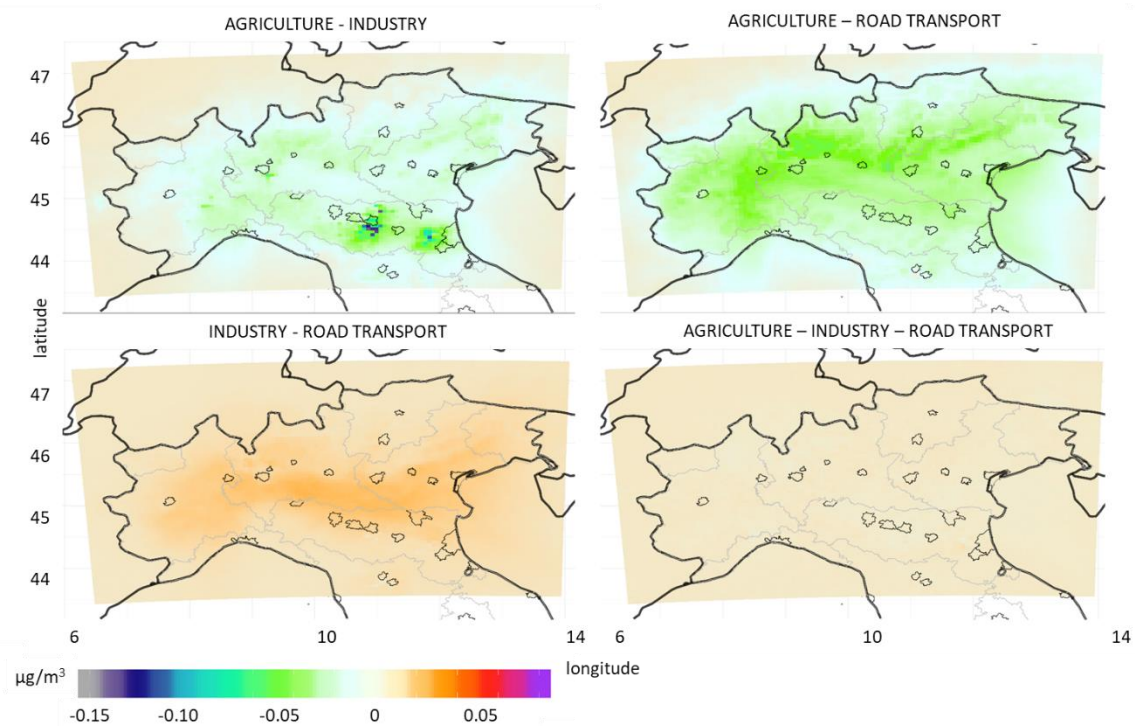 AGRICULTURE - INDUSTRY
AGRICULTURE – ROAD TRANSPORT
47
46
45
44
latitude
INDUSTRY - ROAD TRANSPORT
AGRICULTURE – INDUSTRY – ROAD TRANSPORT
47
46
45
44
6
10
14
6
10
14
longitude
µg/m³
-0.15
-0.10
-0.05
0
0.05